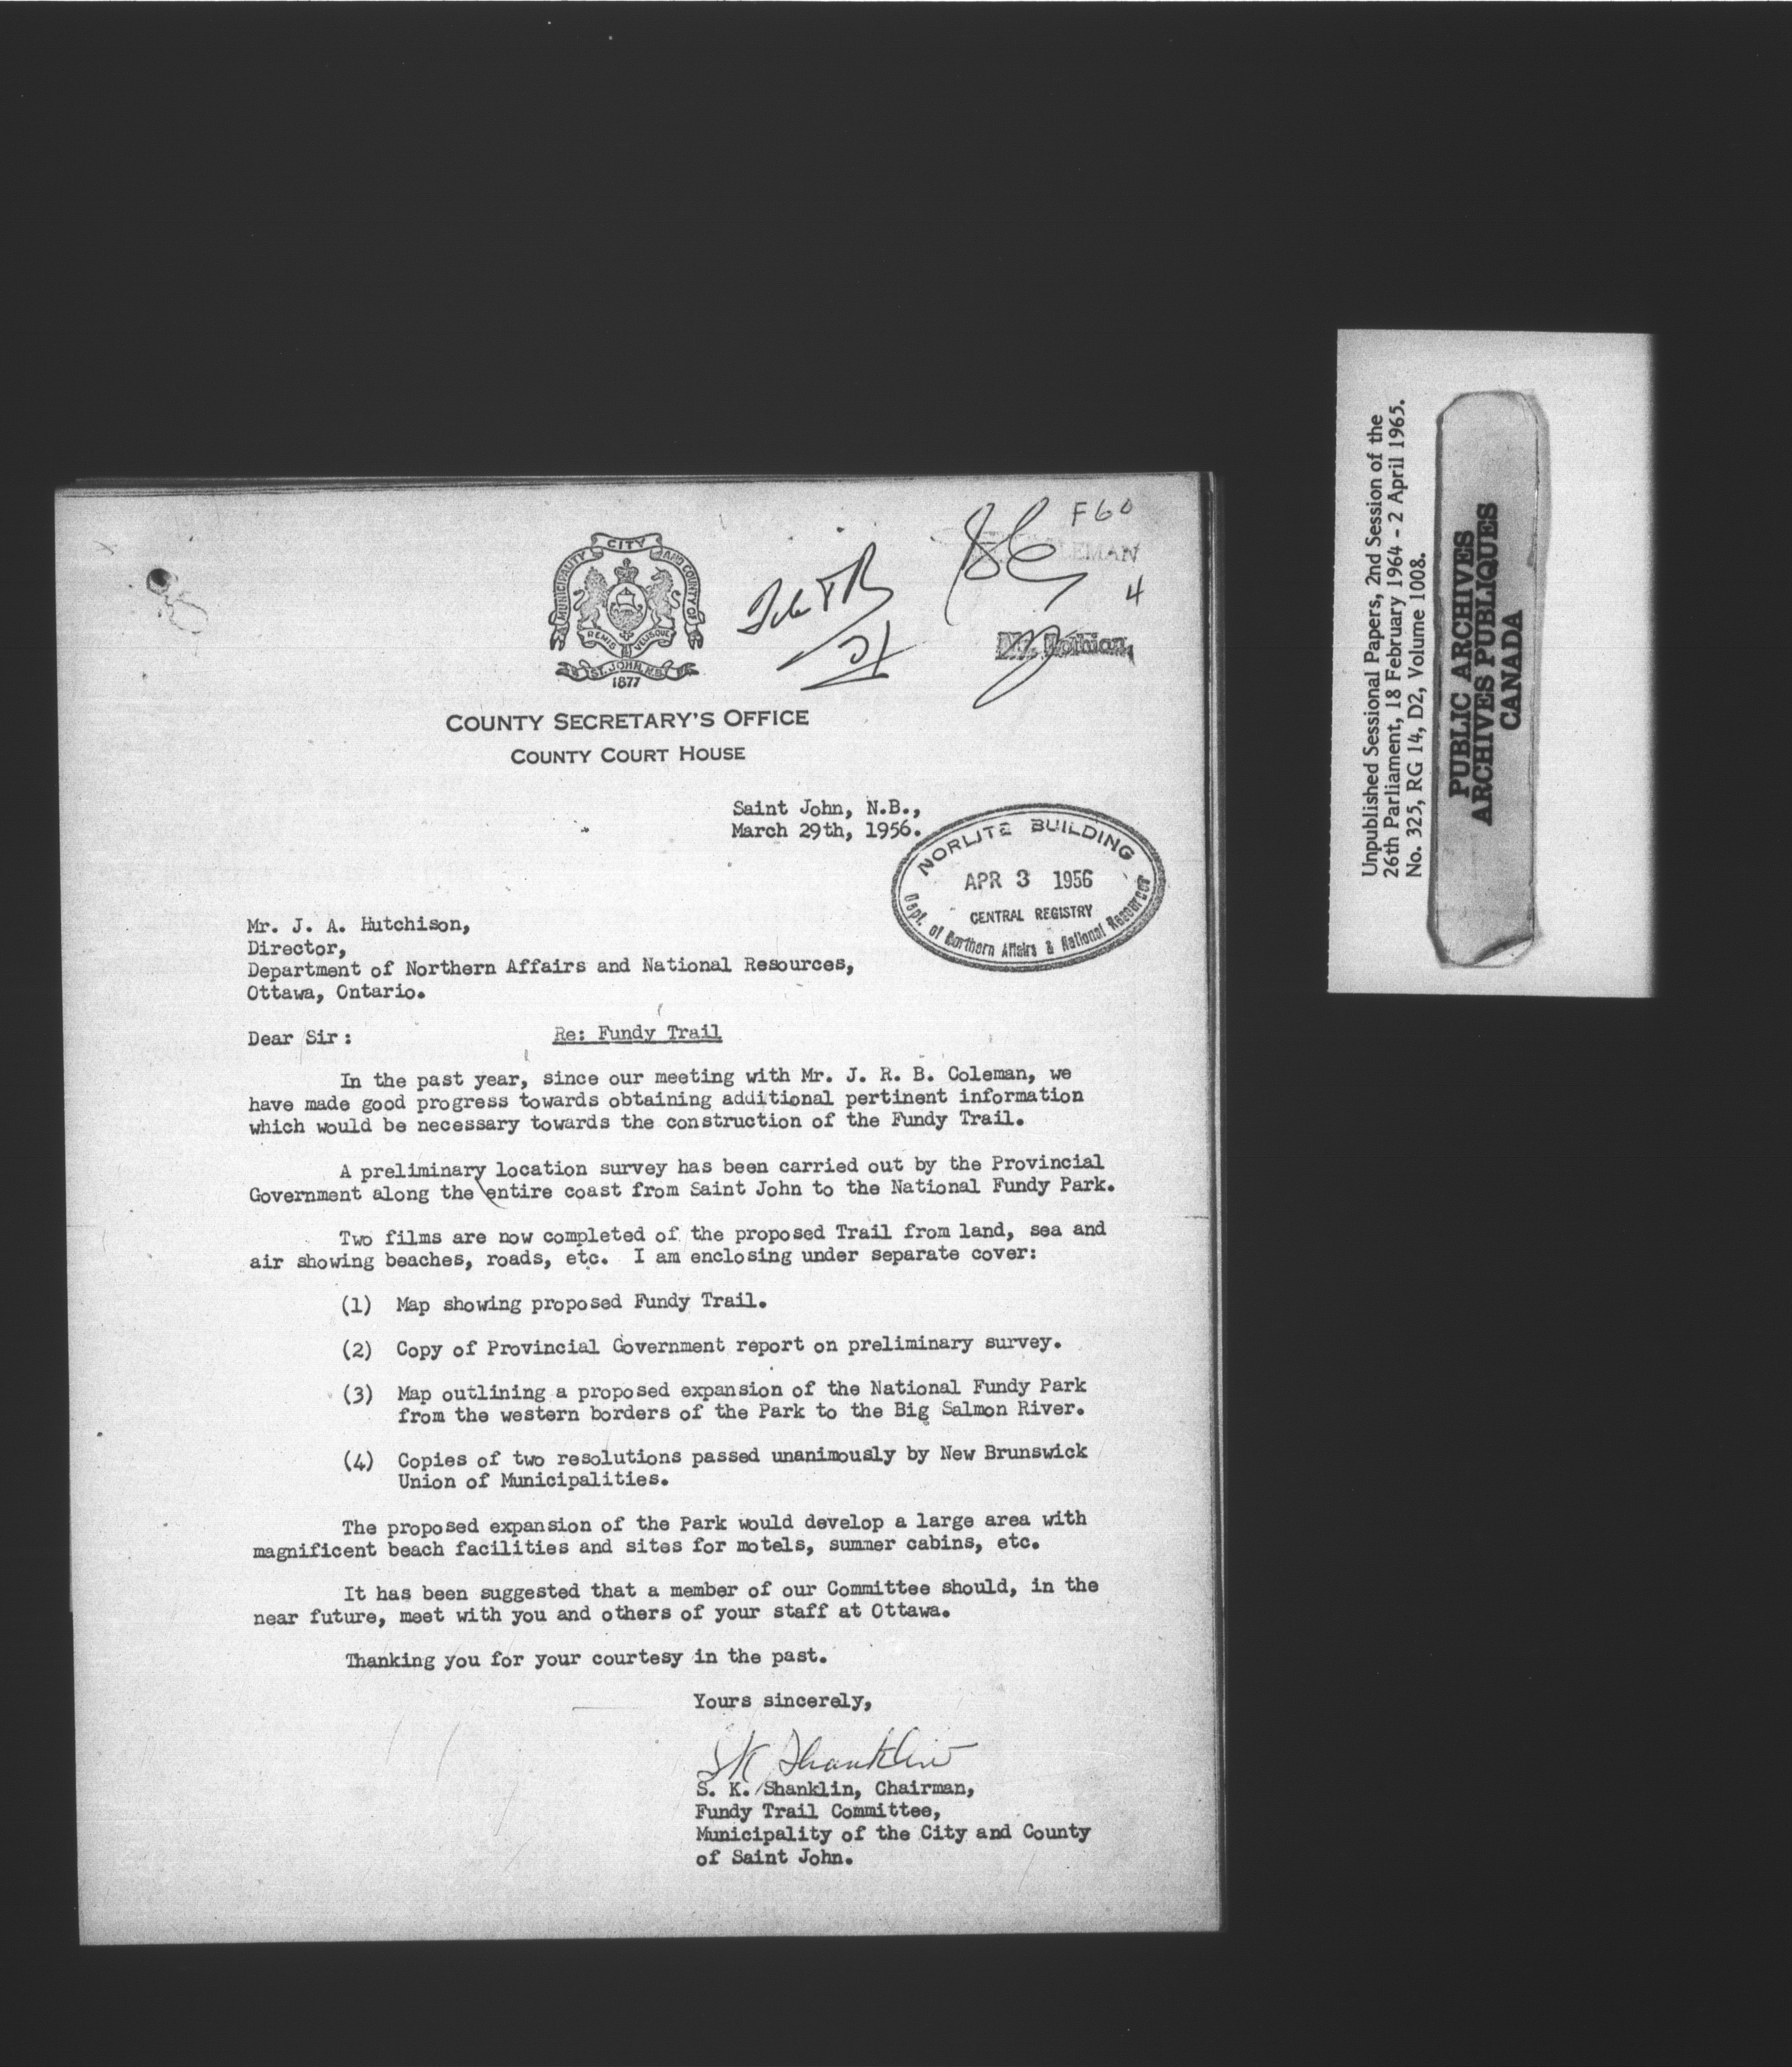 MUNICIPALITY CITY AND COUNTY OF
REMIS VELISQUE
ST. JOHN, N.B.
1877
F60
COLEMAN
4
Mr. Lothian,
COUNTY SECRETARY'S OFFICE
COUNTY COURT HOUSE
Saint John, N.B.,
March 29th, 1956.
NORLITE BUILDING
APR 3 1956
CENTRAL REGISTRY
Dept. of Northern Affairs & National Resources
Mr. J. A. Hutchison,
Director,
Department of Northern Affairs and National Resources,
Ottawa, Ontario.
Dear Sir: Re: Fundy Trail
In the past year, since our meeting with Mr. J. R. B. Coleman, we
have made good progress towards obtaining additional pertinent information
which would be necessary towards the construction of the Fundy Trail.
A preliminary location survey has been carried out by the Provincial
Government along the entire coast from Saint John to the National Fundy Park.
Two films are now completed of the proposed Trail from land, sea and
air showing beaches, roads, etc. I am enclosing under separate cover:
(1) Map showing proposed Fundy Trail.
(2) Copy of Provincial Government report on preliminary survey.
(3) Map outlining a proposed expansion of the National Fundy Park
from the western borders of the Park to the Big Salmon River.
(4) Copies of two resolutions passed unanimously by New Brunswick
Union of Municipalities.
The proposed expansion of the Park would develop a large area with
magnificent beach facilities and sites for motels, summer cabins, etc.
It has been suggested that a member of our Committee should, in the
near future, meet with you and others of your staff at Ottawa.
Thanking you for your courtesy in the past.
Yours sincerely,
SK Shanklin
S. K. Shanklin, Chairman,
Fundy Trail Committee,
Municipality of the City and County
of Saint John.
Unpublished Sessional Papers, 2nd Session of the
26th Parliament, 18 February 1964 - 2 April 1965.
No. 325, RG 14, D2, Volume 1008.
PUBLIC ARCHIVES
ARCHIVES PUBLIQUES
CANADA